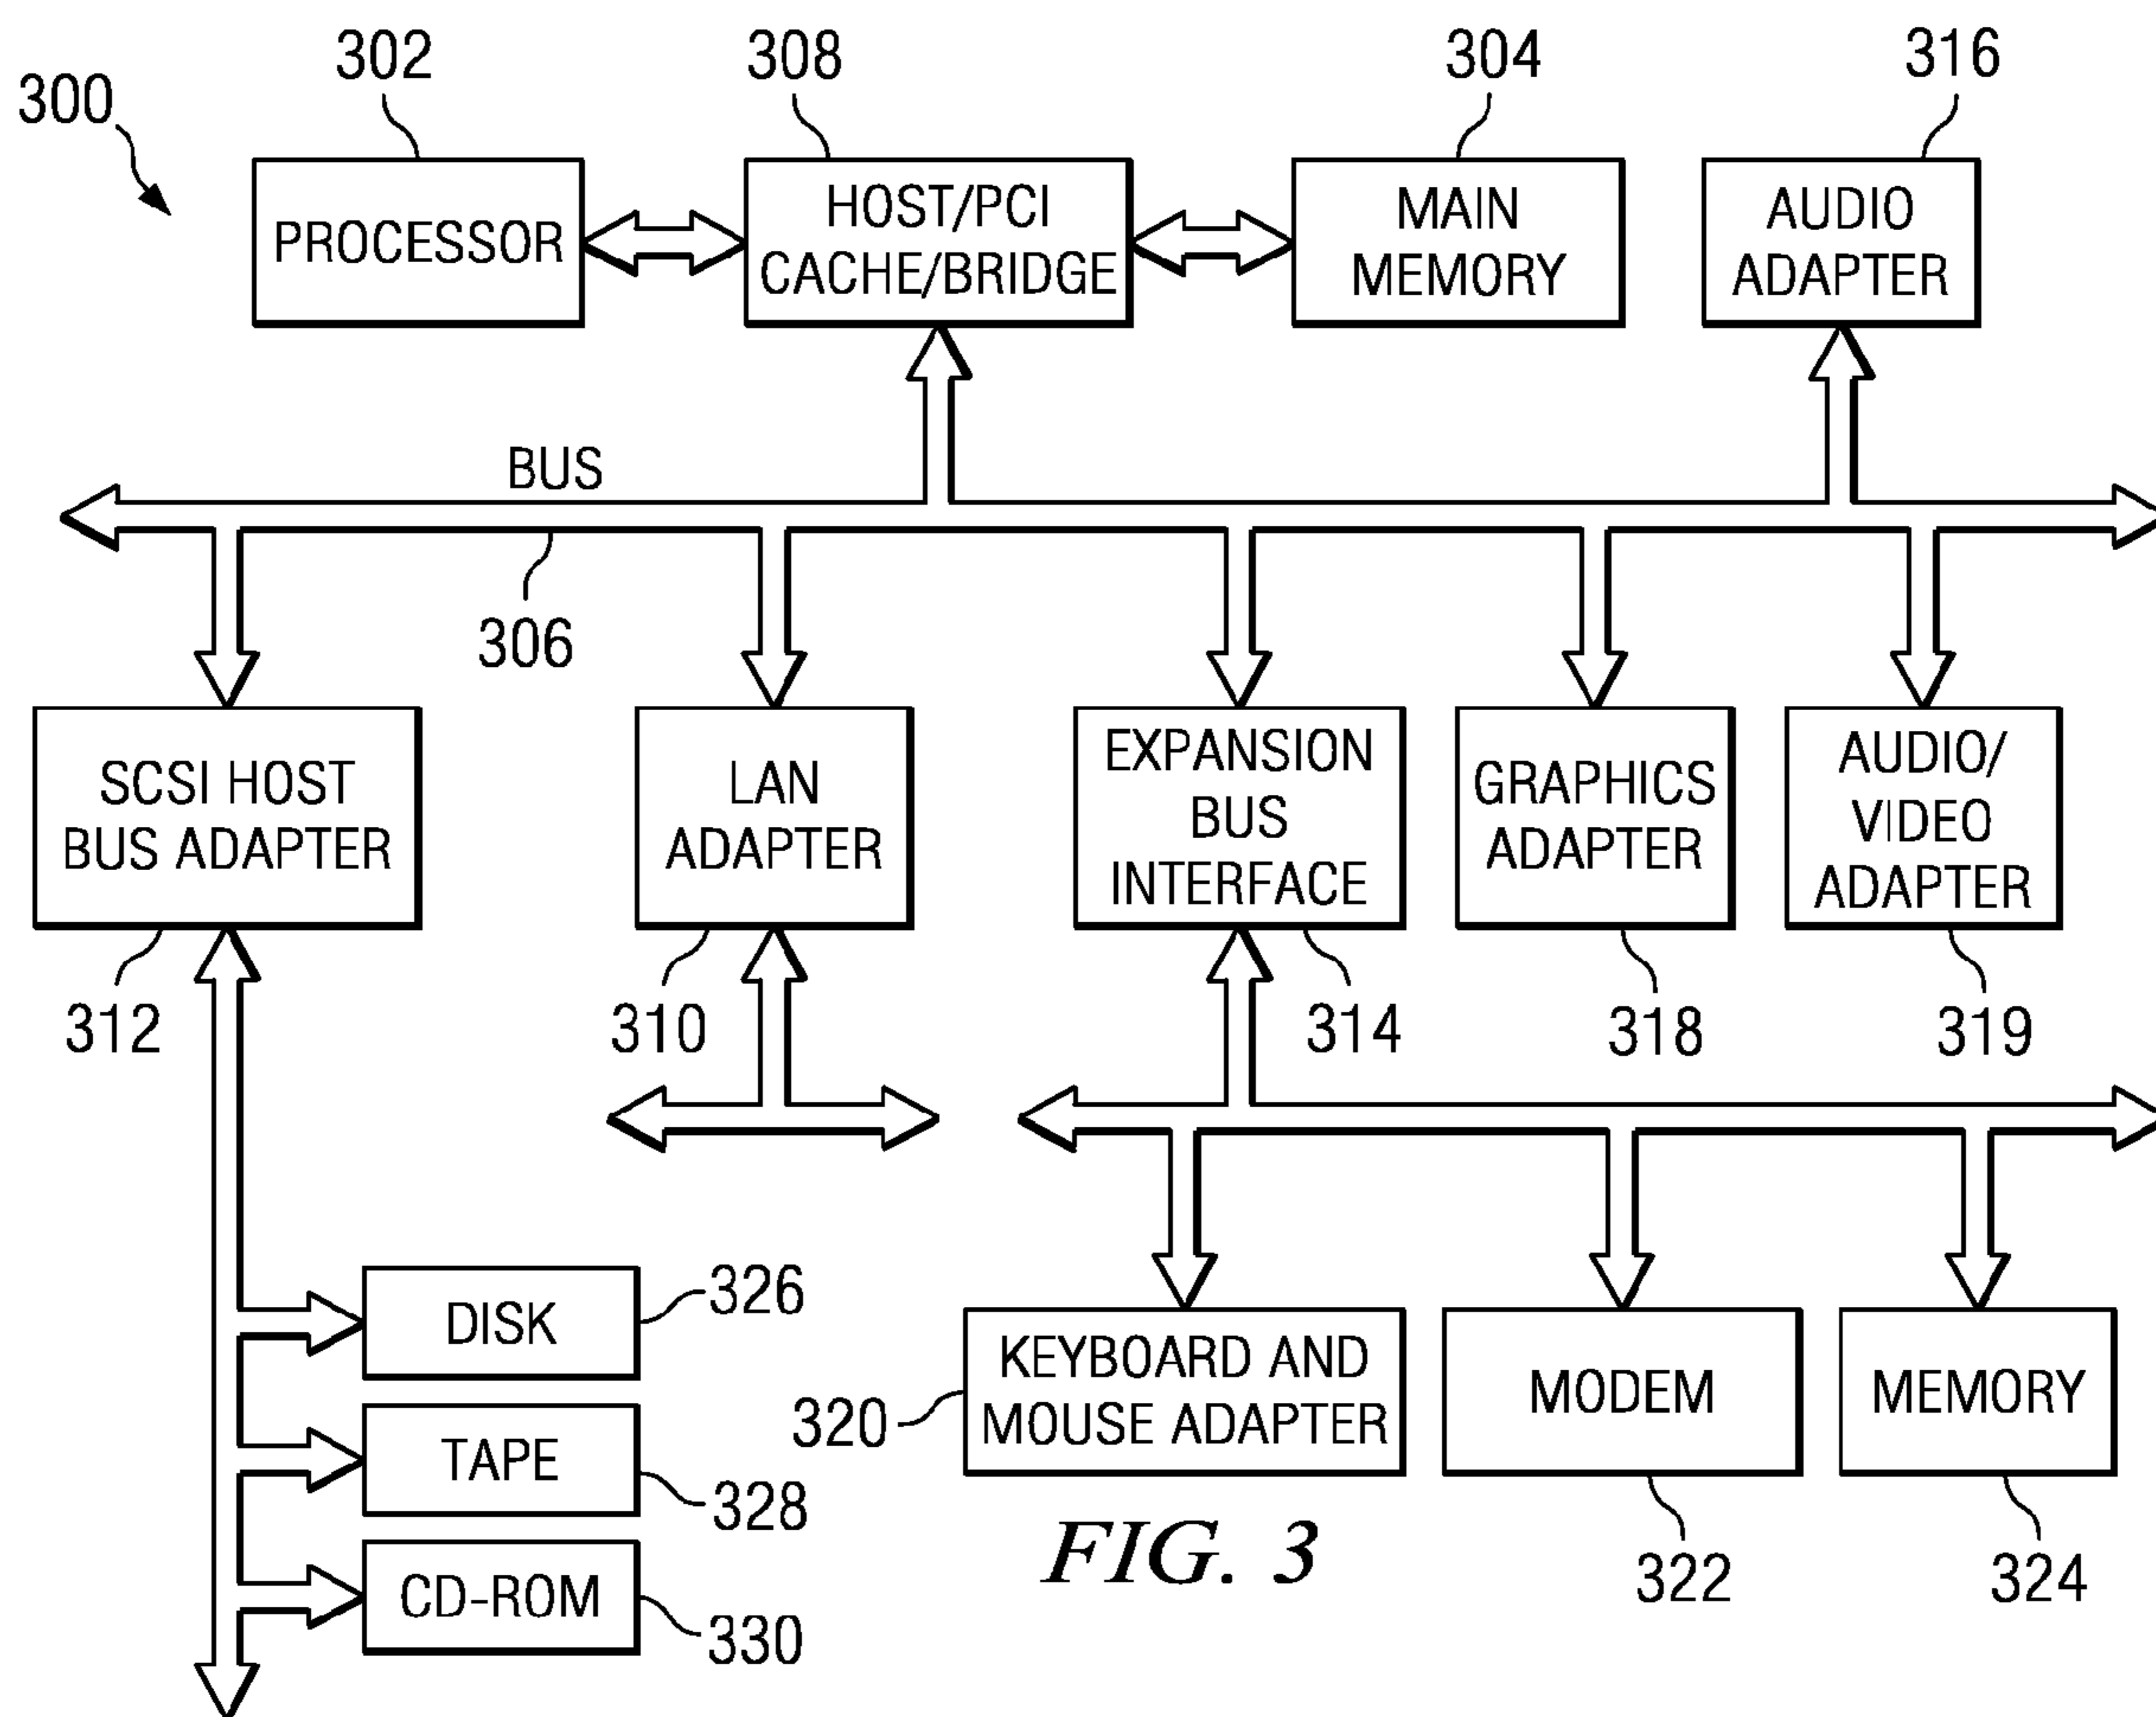 302
308
304
316
300
PROCESSOR
HOST/PCI
CACHE/BRIDGE
MAIN
MEMORY
AUDIO
ADAPTER
BUS
306
SCSI HOST
BUS ADAPTER
LAN
ADAPTER
EXPANSION
BUS
INTERFACE
GRAPHICS
ADAPTER
AUDIO/
VIDEO
ADAPTER
312
310
314
318
319
DISK
326
TAPE
328
CD-ROM
330
320
KEYBOARD AND
MOUSE ADAPTER
MODEM
MEMORY
322
324
FIG. 3